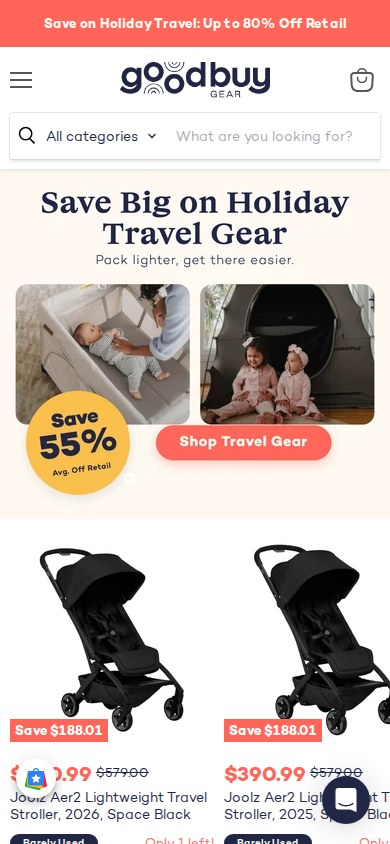 Save on Holiday Travel: Up to 80% Off Retail
goodbuy
GEAR
All categories
What are you looking for?
Save Big on Holiday
Travel Gear
Pack lighter, get there easier.
Save
55%
Avg. Off Retail
Shop Travel Gear
Save $188.01
Save $188.01
$579.00
$390.99 $579.00
Joolz Aer2 Lightweight Travel
Stroller, 2026, Space Black
Joolz Aer2 Travel
Stroller, 2025,
Barely Used
Only 1 left!
Barely Used
Only